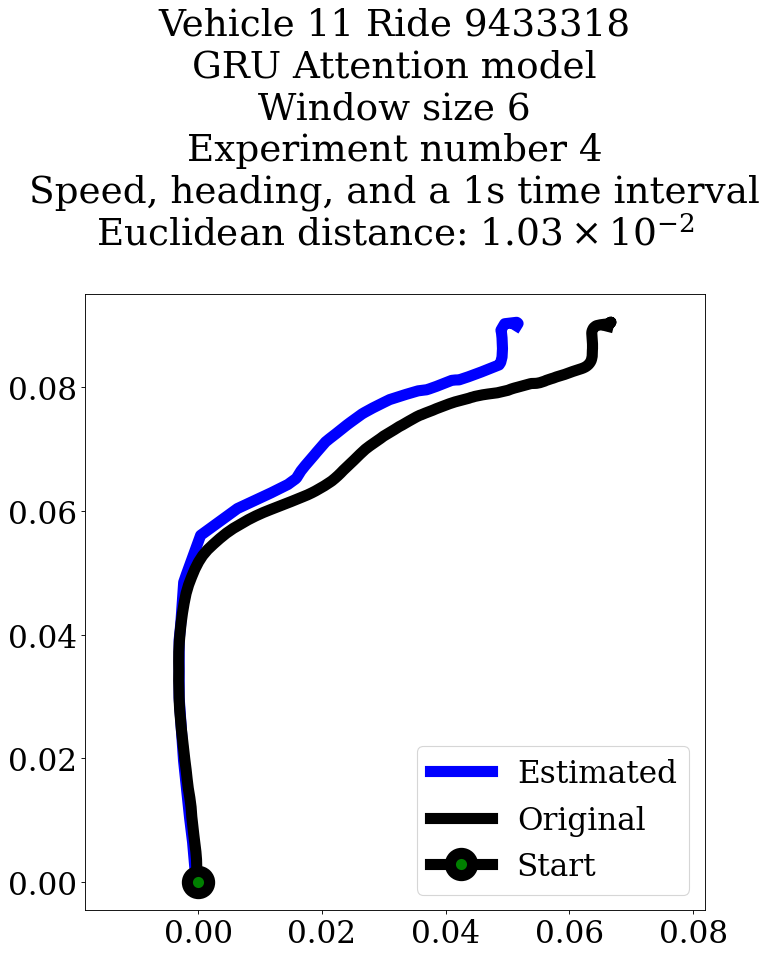 Vehicle 11 Ride 9433318
GRU Attention model
Window size 6
Experiment number 4
Speed, heading, and a 1s time interval
Euclidean distance: 1.03 × 10⁻²
0.08
0.06
0.04
0.02
0.00
Estimated
Original
Start
0.00 0.02 0.04 0.06 0.08